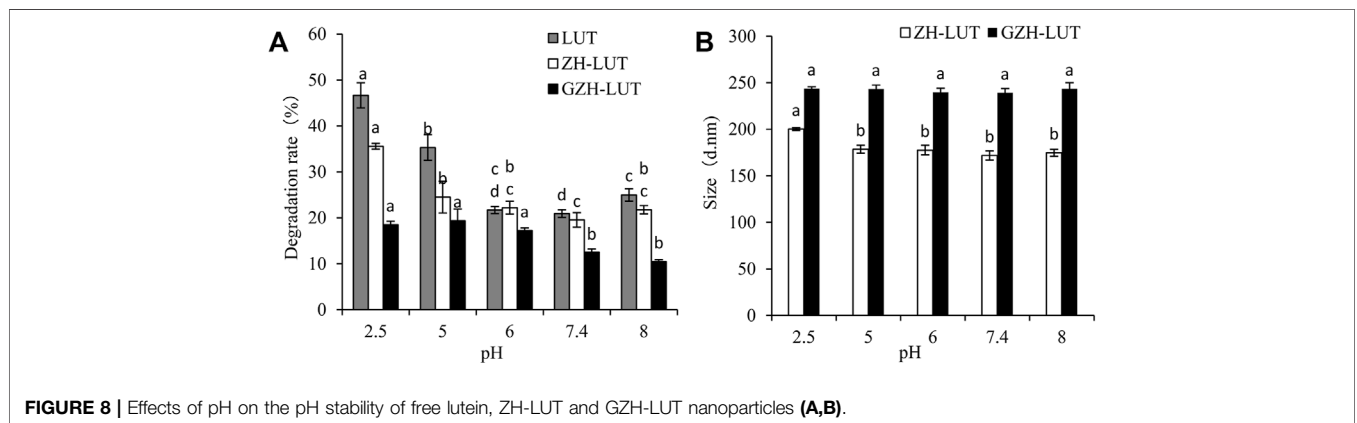 A
60
50
40
30
20
10
0
Degradation rate (%)
LUT
ZH-LUT
GZH-LUT
a
a
a
b
b
a
c
d
b
c
a
d
c
b
c
b
c
b
2.5 5 6 7.4 8
pH
B
300
250
200
150
100
50
0
Size (d.nm)
ZH-LUT GZH-LUT
a a a a a
a b b b b
2.5 5 6 7.4 8
pH
FIGURE 8 | Effects of pH on the pH stability of free lutein, ZH-LUT and GZH-LUT nanoparticles (A,B).